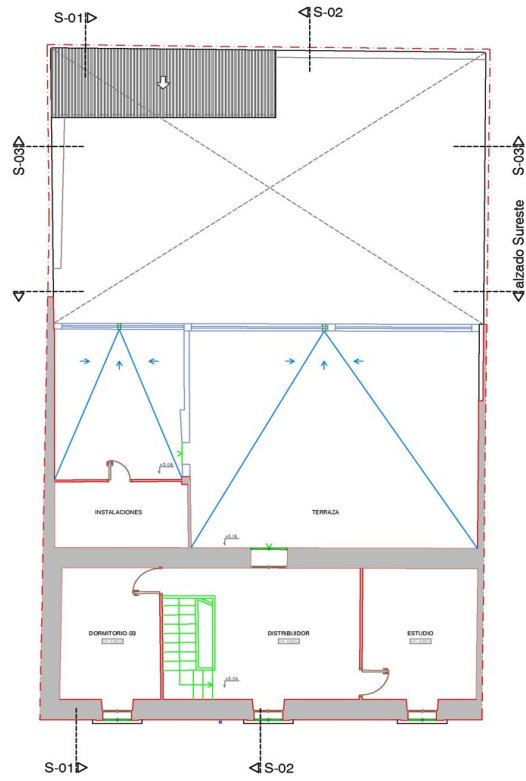 S-01
S-02
S-03
S-03
alzado Sureste
INSTALACIONES
TERRAZA
DORMITORIO 03
DISTRIBUIDOR
ESTUDIO
S-01
S-02